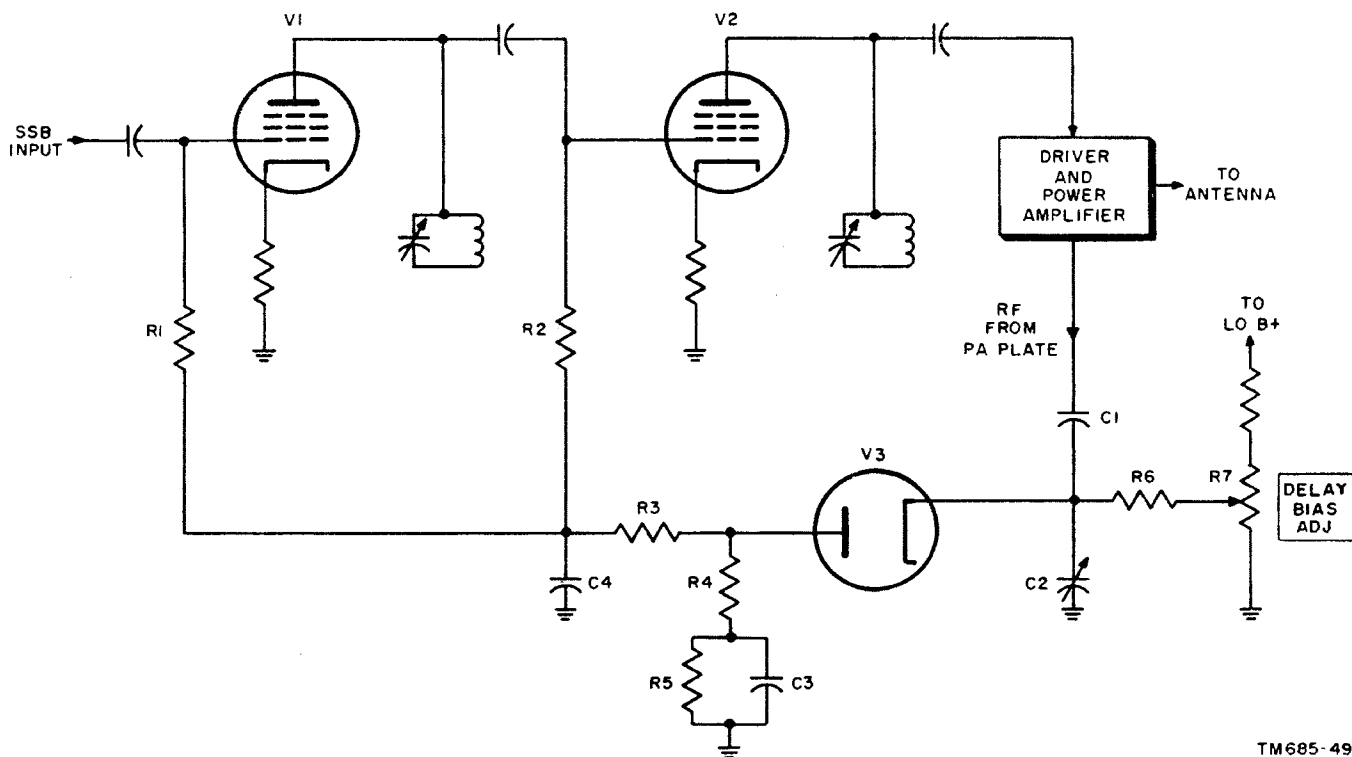 V1
V2
SSB
INPUT
DRIVER
AND
POWER
AMPLIFIER
TO
ANTENNA
R1
R2
RF
FROM
PA PLATE
TO
LO B+
C1
V3
R6
R7
DELAY
BIAS
ADJ
R3
C4
R4
C2
R5
C3
TM685-49